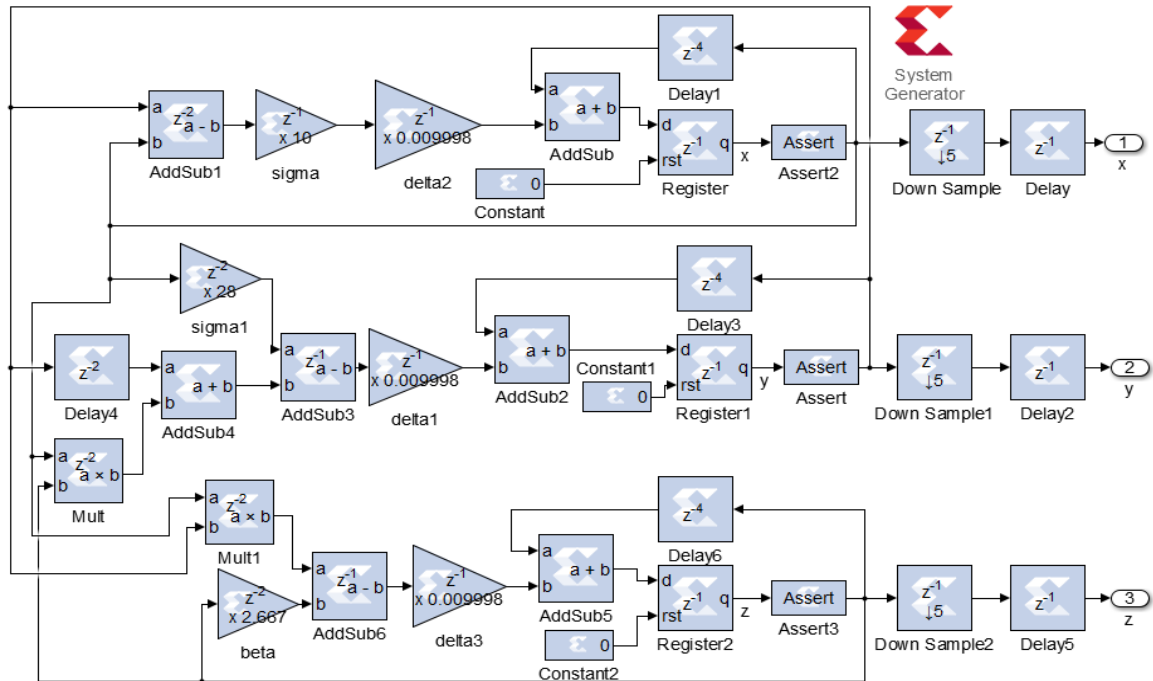 System
Generator
z-4
Delay1
a
b
z-2
a - b
AddSub1
z-1
x 10
sigma
z-1
x 0.009998
delta2
a
b
a + b
AddSub
0
Constant
d
rst
z-1
q
Register
x
Assert
Assert2
z-1
↓5
Down Sample
z-1
Delay
1
x
z-2
x 28
sigma1
z-4
Delay3
z-2
Delay4
a
b
a + b
AddSub4
a
b
z-1
a - b
AddSub3
z-1
x 0.009998
delta1
a
b
a + b
AddSub2
Constant1
0
d
rst
z-1
q
Register1
y
Assert
Assert
z-1
↓5
Down Sample1
z-1
Delay2
2
y
a
b
z-2
a × b
Mult
a
b
z-2
a × b
Mult1
z-4
Delay6
z-2
x 2.667
beta
a
b
z-1
a - b
AddSub6
z-1
x 0.009998
delta3
a
b
a + b
AddSub5
0
Constant2
d
rst
z-1
q
Register2
z
Assert
Assert3
z-1
↓5
Down Sample2
z-1
Delay5
3
z